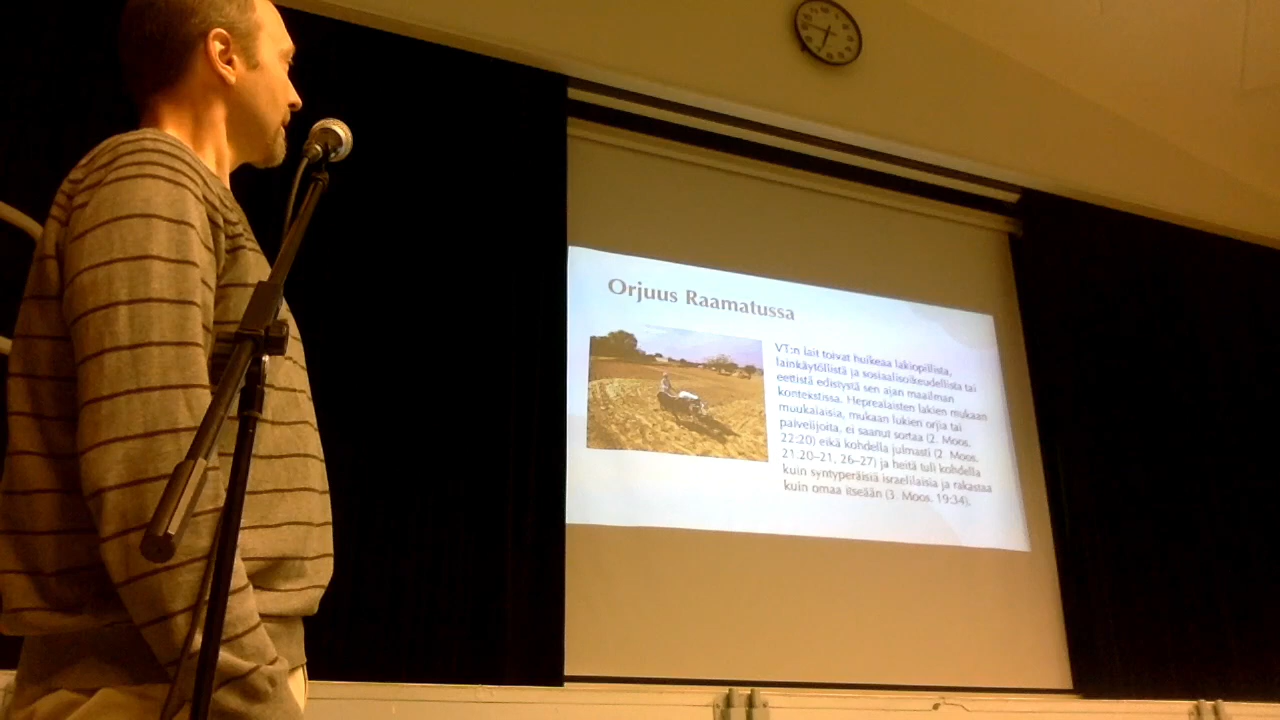 Orjuus Raamatussa
VT:n lait toivat huikeaa lakiopillista,
lainkäytöllistä ja sosiaalisoikeudellista tai
eettistä edistystä sen ajan maailman
kontekstissa. Heprealaisten lakien mukaan
muukalaisia, mukaan lukien orjia tai
palvelijoita, ei saanut sortaa (2. Moos.
22:20) eikä kohdella julmasti (2. Moos.
21:20–21, 26–27) ja heitä tuli kohdella
kuin syntyperäisiä israelilaisia ja rakastaa
kuin omaa itseään (3. Moos. 19:34).